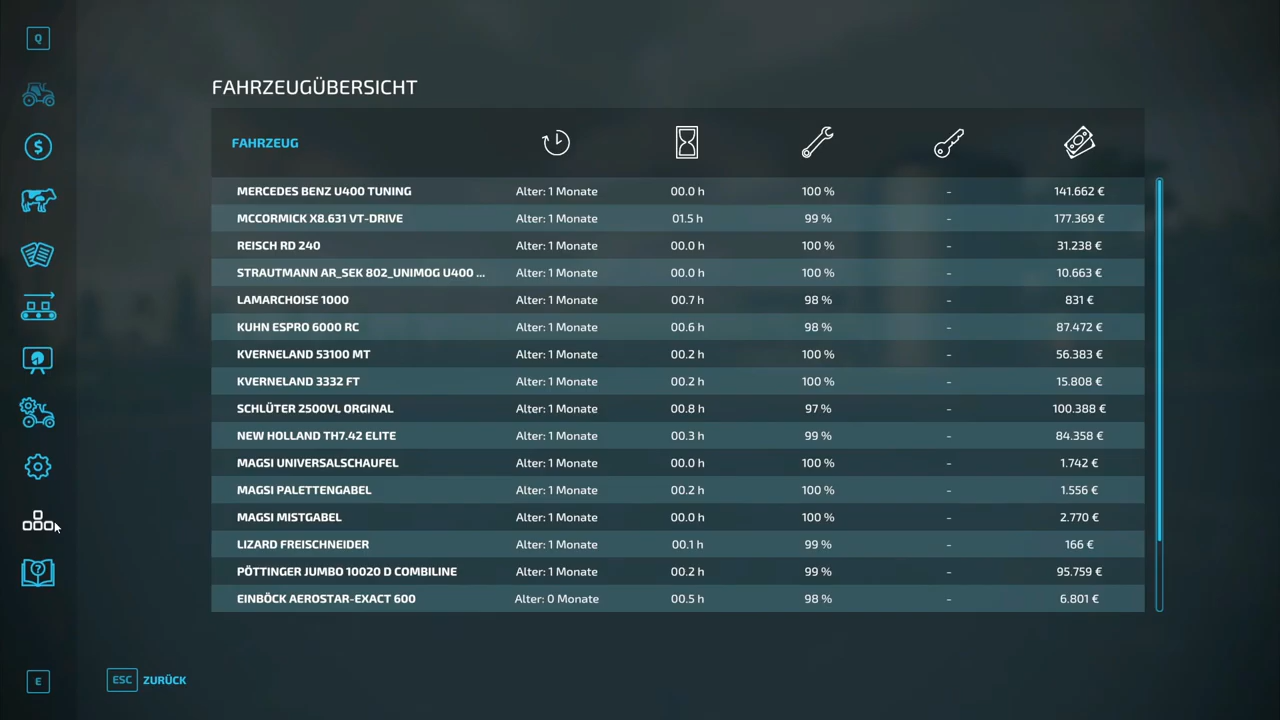 Q
FAHRZEUGÜBERSICHT
$
FAHRZEUG
MERCEDES BENZ U400 TUNING Alter: 1 Monate 00.0 h 100 % - 141.662 €
MCCORMICK X8.631 VT-DRIVE Alter: 1 Monate 01.5 h 99 % - 177.369 €
REISCH RD 240 Alter: 1 Monate 00.0 h 100 % - 31.238 €
STRAUTMANN AR_SEK 802_UNIMOG U400 ... Alter: 1 Monate 00.0 h 100 % - 10.663 €
LAMARCHOISE 1000 Alter: 1 Monate 00.7 h 98 % - 831 €
KUHN ESPRO 6000 RC Alter: 1 Monate 00.6 h 98 % - 87.472 €
KVERNELAND 53100 MT Alter: 1 Monate 00.2 h 100 % - 56.383 €
KVERNELAND 3332 FT Alter: 1 Monate 00.2 h 100 % - 15.808 €
SCHLÜTER 2500VL ORGINAL Alter: 1 Monate 00.8 h 97 % - 100.388 €
NEW HOLLAND TH7.42 ELITE Alter: 1 Monate 00.3 h 99 % - 84.358 €
MAGSI UNIVERSALSCHAUFEL Alter: 1 Monate 00.0 h 100 % - 1.742 €
MAGSI PALETTENGABEL Alter: 1 Monate 00.2 h 100 % - 1.556 €
MAGSI MISTGABEL Alter: 1 Monate 00.0 h 100 % - 2.770 €
LIZARD FREISCHNEIDER Alter: 1 Monate 00.1 h 99 % - 166 €
PÖTTINGER JUMBO 10020 D COMBILINE Alter: 1 Monate 00.2 h 99 % - 95.759 €
EINBÖCK AEROSTAR-EXACT 600 Alter: 0 Monate 00.5 h 98 % - 6.801 €
?
E
ESC ZURÜCK